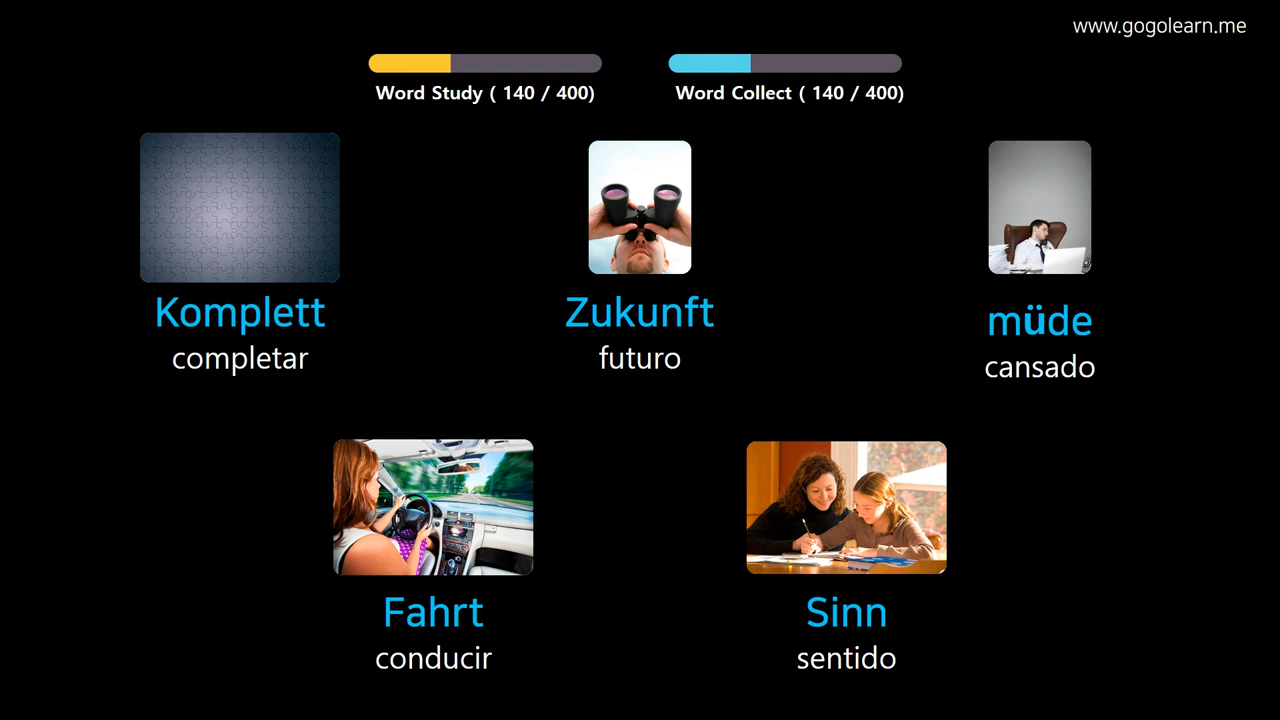 www.gogolearn.me
Word Study ( 140 / 400)
Word Collect ( 140 / 400)
Komplett
completar
Zukunft
futuro
müde
cansado
Fahrt
conducir
Sinn
sentido